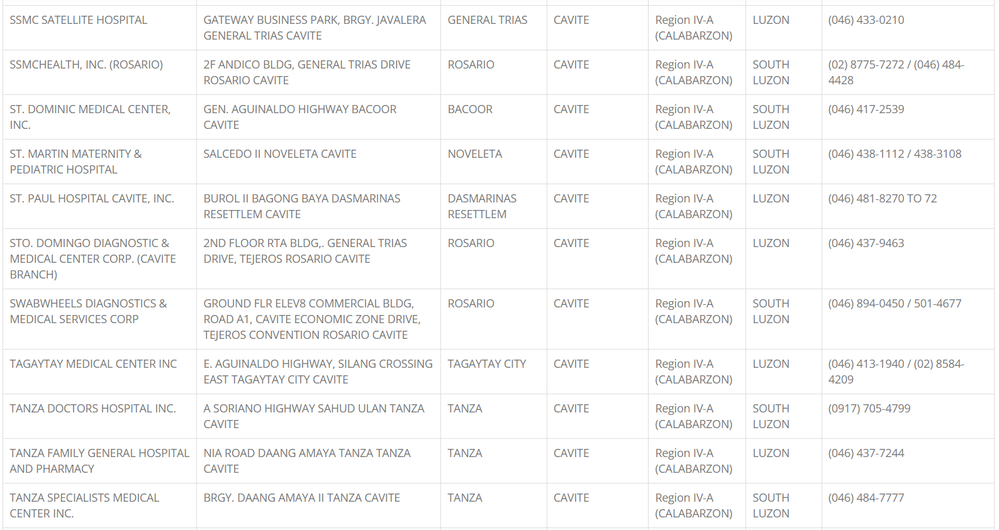 SSMC SATELLITE HOSPITAL
GATEWAY BUSINESS PARK, BRGY. JAVALERA
GENERAL TRIAS CAVITE
GENERAL TRIAS
CAVITE
Region IV-A
(CALABARZON)
LUZON
(046) 433-0210
SSMCHEALTH, INC. (ROSARIO)
2F ANDICO BLDG, GENERAL TRIAS DRIVE
ROSARIO CAVITE
ROSARIO
CAVITE
Region IV-A
(CALABARZON)
SOUTH
LUZON
(02) 8775-7272 / (046) 484-
4428
ST. DOMINIC MEDICAL CENTER,
INC.
GEN. AGUINALDO HIGHWAY BACOOR
CAVITE
BACOOR
CAVITE
Region IV-A
(CALABARZON)
SOUTH
LUZON
(046) 417-2539
ST. MARTIN MATERNITY &
PEDIATRIC HOSPITAL
SALCEDO II NOVELETA CAVITE
NOVELETA
CAVITE
Region IV-A
(CALABARZON)
SOUTH
LUZON
(046) 438-1112 / 438-3108
ST. PAUL HOSPITAL CAVITE, INC.
BUROL II BAGONG BAYA DASMARINAS
RESETTLEM CAVITE
DASMARINAS
RESETTLEM
CAVITE
Region IV-A
(CALABARZON)
LUZON
(046) 481-8270 TO 72
STO. DOMINGO DIAGNOSTIC &
MEDICAL CENTER CORP. (CAVITE
BRANCH)
2ND FLOOR RTA BLDG,. GENERAL TRIAS
DRIVE, TEJEROS ROSARIO CAVITE
ROSARIO
CAVITE
Region IV-A
(CALABARZON)
LUZON
(046) 437-9463
SWABWHEELS DIAGNOSTICS &
MEDICAL SERVICES CORP
GROUND FLR ELEV8 COMMERCIAL BLDG,
ROAD A1, CAVITE ECONOMIC ZONE DRIVE,
TEJEROS CONVENTION ROSARIO CAVITE
ROSARIO
CAVITE
Region IV-A
(CALABARZON)
SOUTH
LUZON
(046) 894-0450 / 501-4677
TAGAYTAY MEDICAL CENTER INC
E. AGUINALDO HIGHWAY, SILANG CROSSING
EAST TAGAYTAY CITY CAVITE
TAGAYTAY CITY
CAVITE
Region IV-A
(CALABARZON)
LUZON
(046) 413-1940 / (02) 8584-
4209
TANZA DOCTORS HOSPITAL INC.
A SORIANO HIGHWAY SAHUD ULAN TANZA
CAVITE
TANZA
CAVITE
Region IV-A
(CALABARZON)
SOUTH
LUZON
(0917) 705-4799
TANZA FAMILY GENERAL HOSPITAL
AND PHARMACY
NIA ROAD DAANG AMAYA TANZA TANZA
CAVITE
TANZA
CAVITE
Region IV-A
(CALABARZON)
LUZON
(046) 437-7244
TANZA SPECIALISTS MEDICAL
CENTER INC.
BRGY. DAANG AMAYA II TANZA CAVITE
TANZA
CAVITE
Region IV-A
(CALABARZON)
SOUTH
LUZON
(046) 484-7777